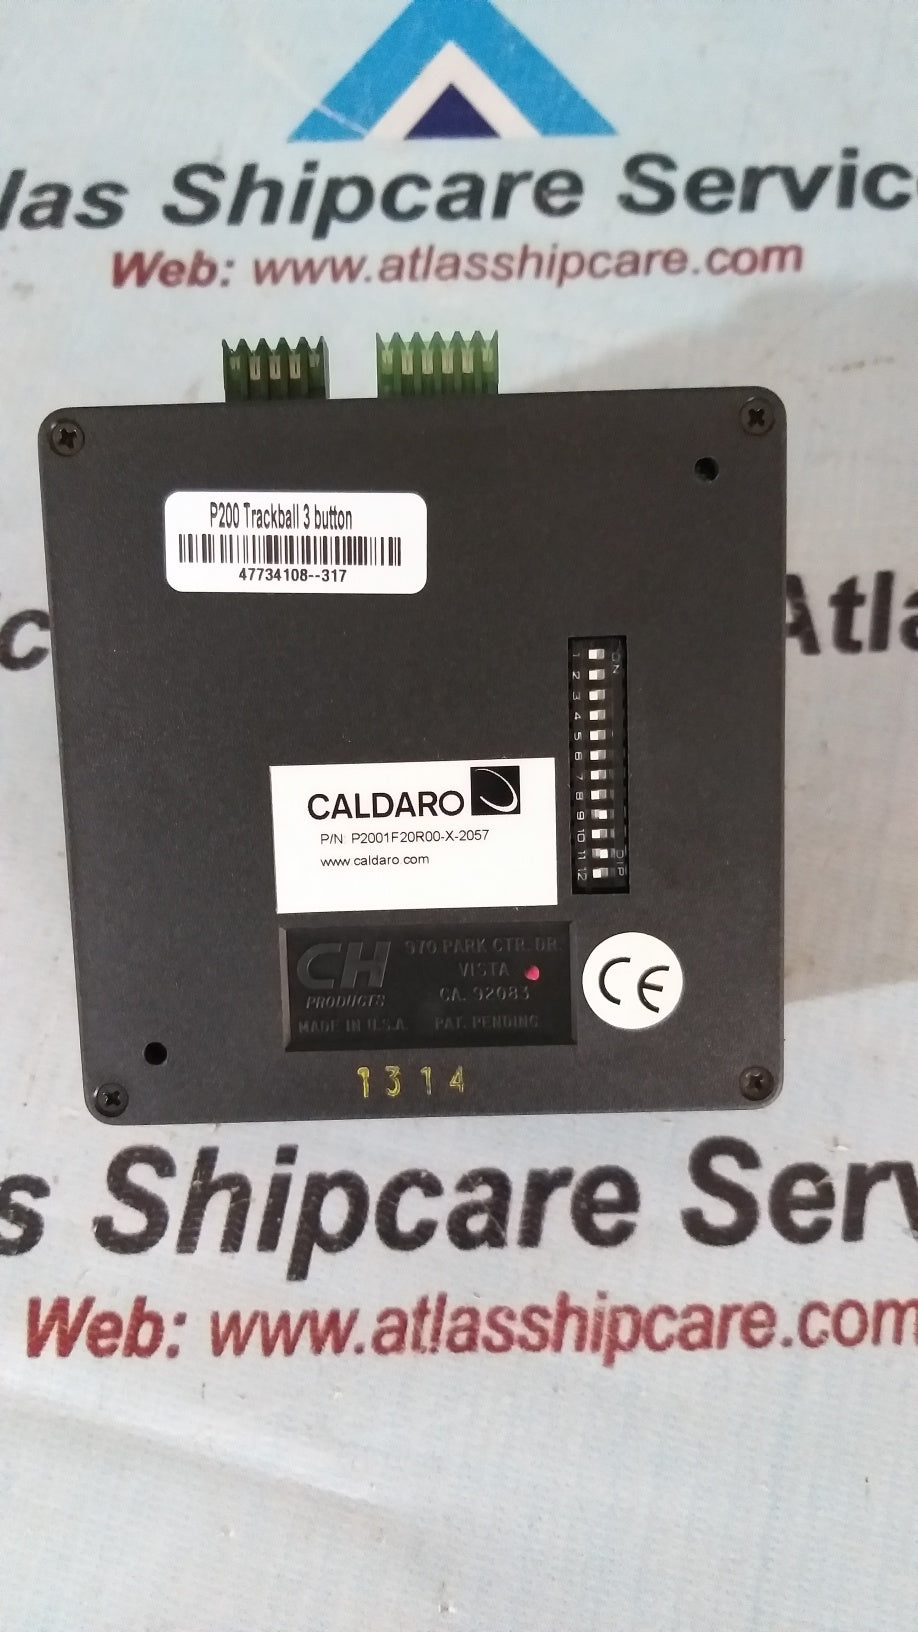 las Shipcare Servic
Web: www.atlasshipcare.com
P200 Trackball 3 button
47734108--317
c
Atla
ON
1
2
3
4
5
6
7
8
9
10
11
12
DIP
CALDARO
P/N: P2001F20R00-X-2057
www.caldaro.com
CH
PRODUCTS
MADE IN U.S.A.
970 PARK CTR. DR.
VISTA
CA. 92083
PAT. PENDING
CE
1314
s Shipcare Serv
Web: www.atlasshipcare.com